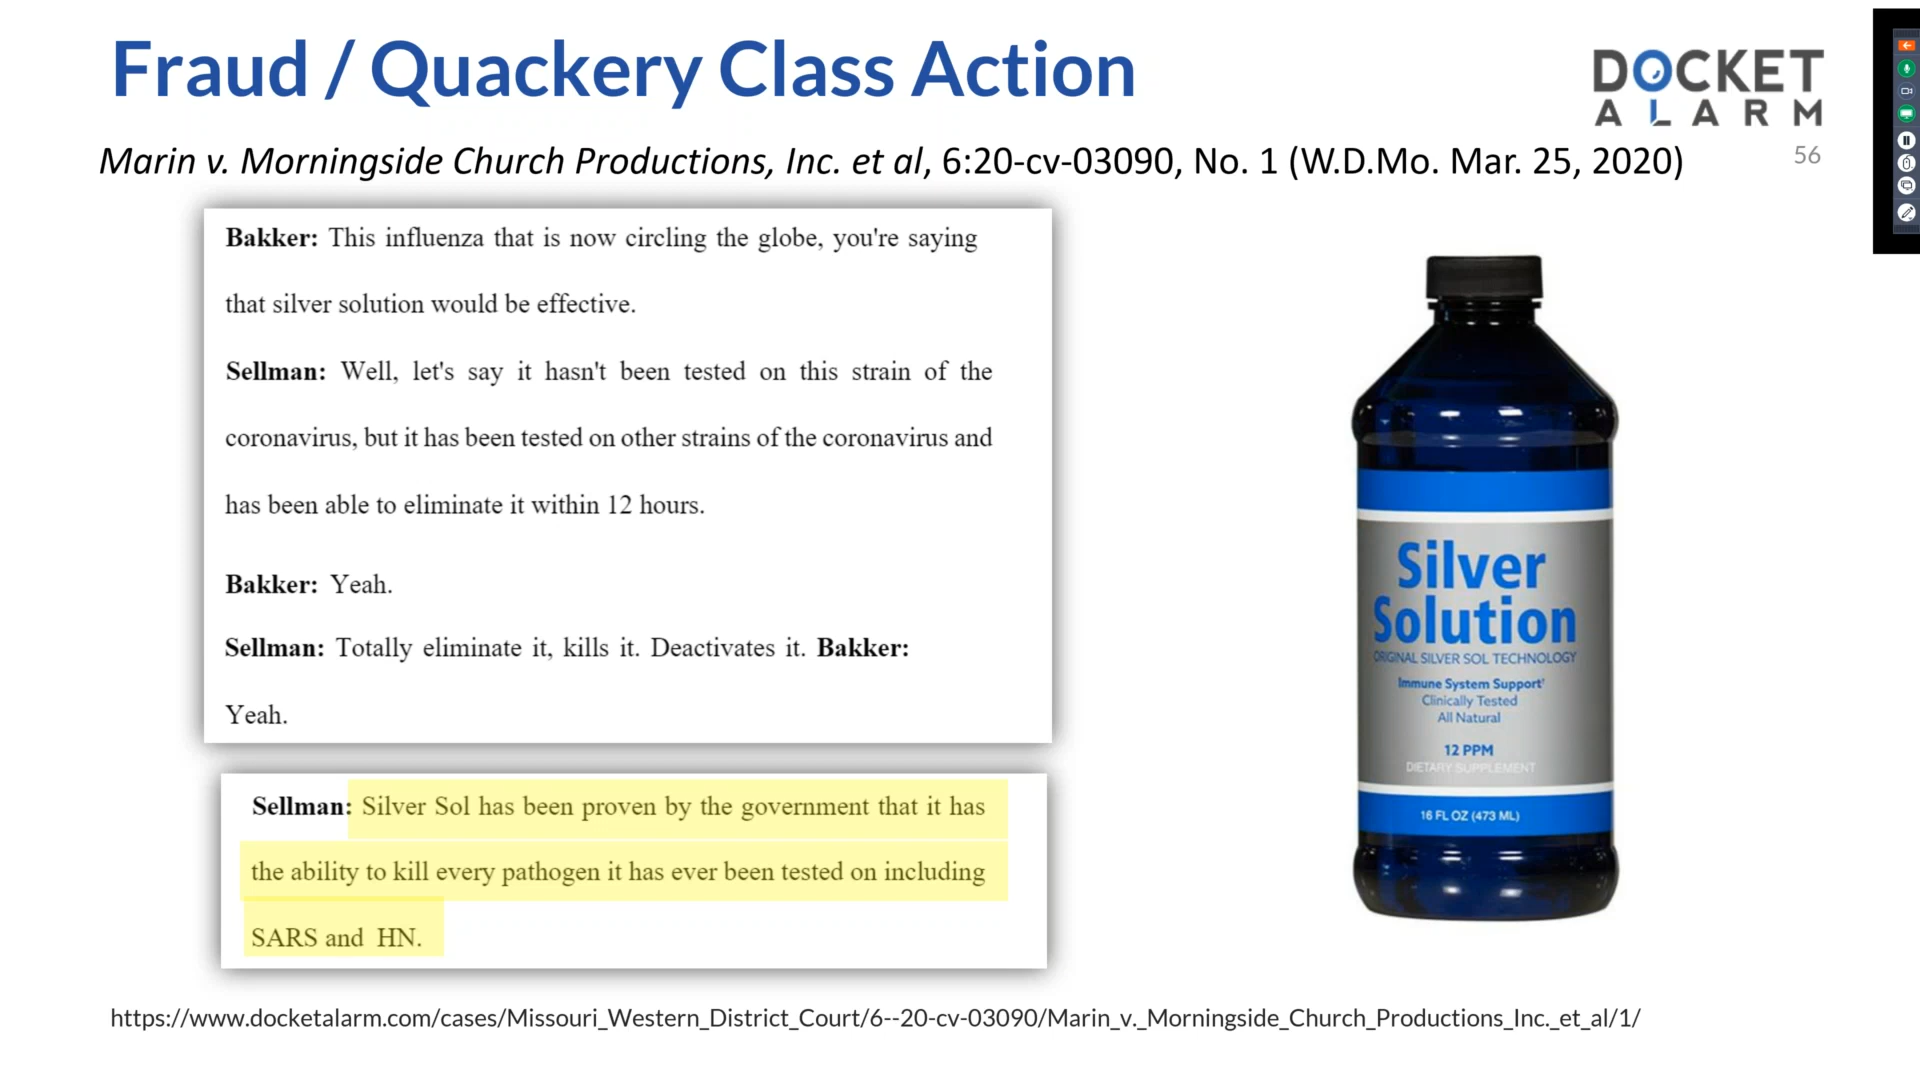 Fraud / Quackery Class Action
DOCKET
ALARM
Marin v. Morningside Church Productions, Inc. et al, 6:20-cv-03090, No. 1 (W.D.Mo. Mar. 25, 2020)
56
Bakker: This influenza that is now circling the globe, you're saying
that silver solution would be effective.
Sellman: Well, let's say it hasn't been tested on this strain of the
coronavirus, but it has been tested on other strains of the coronavirus and
has been able to eliminate it within 12 hours.
Bakker: Yeah.
Sellman: Totally eliminate it, kills it. Deactivates it. Bakker:
Yeah.
Sellman: Silver Sol has been proven by the government that it has
the ability to kill every pathogen it has ever been tested on including
SARS and HN.
Silver
Solution
ORIGINAL SILVER SOL TECHNOLOGY
Immune System Support†
Clinically Tested
All Natural
12 PPM
DIETARY SUPPLEMENT
16 FL OZ (473 ML)
https://www.docketalarm.com/cases/Missouri_Western_District_Court/6--20-cv-03090/Marin_v._Morningside_Church_Productions_Inc._et_al/1/